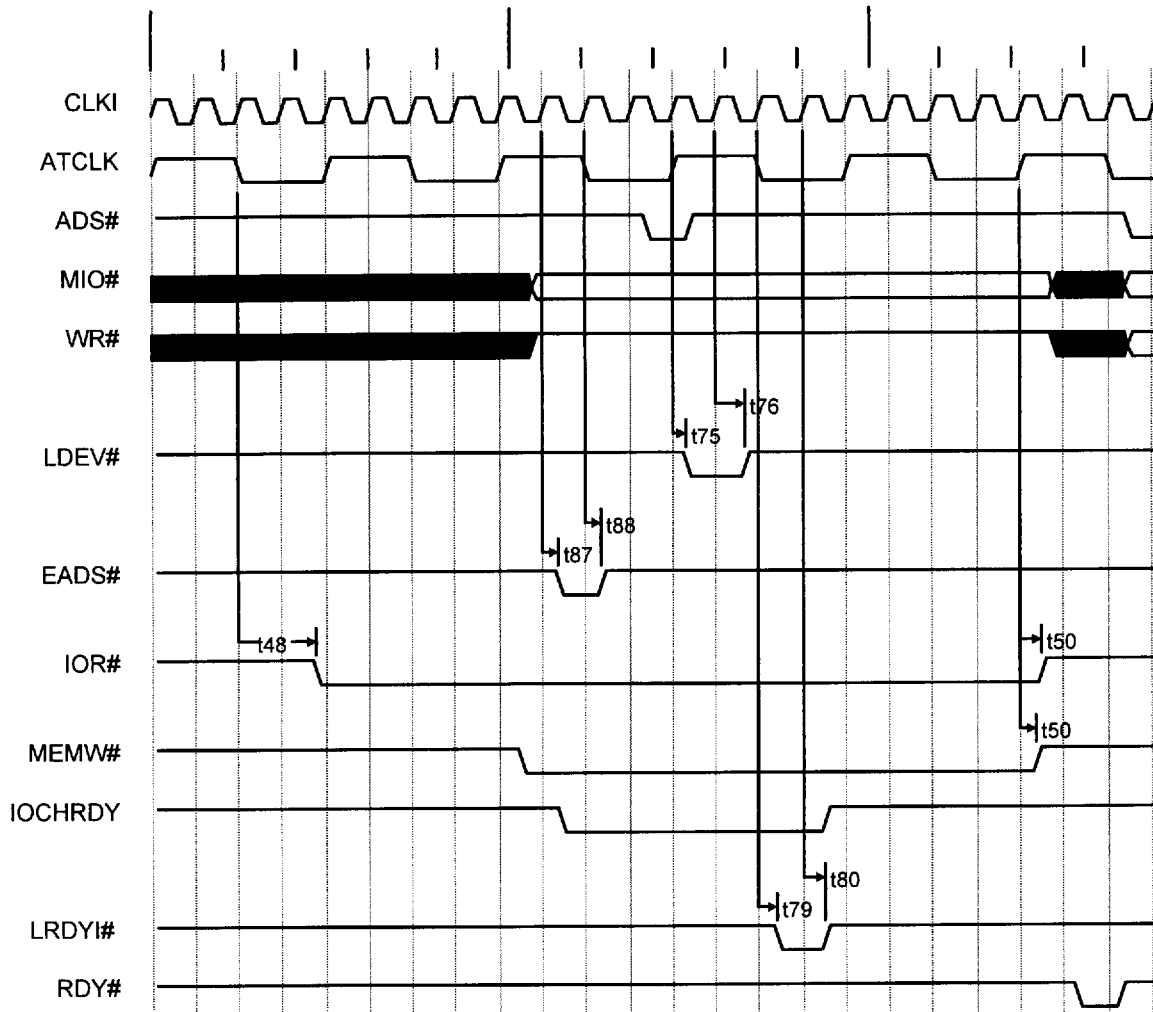 CLKI
ATCLK
ADS#
MIO#
WR#
t76
t75
LDEV#
t88
t87
EADS#
t48
t50
IOR#
t50
MEMW#
IOCHRDY
t80
t79
LRDYI#
RDY#